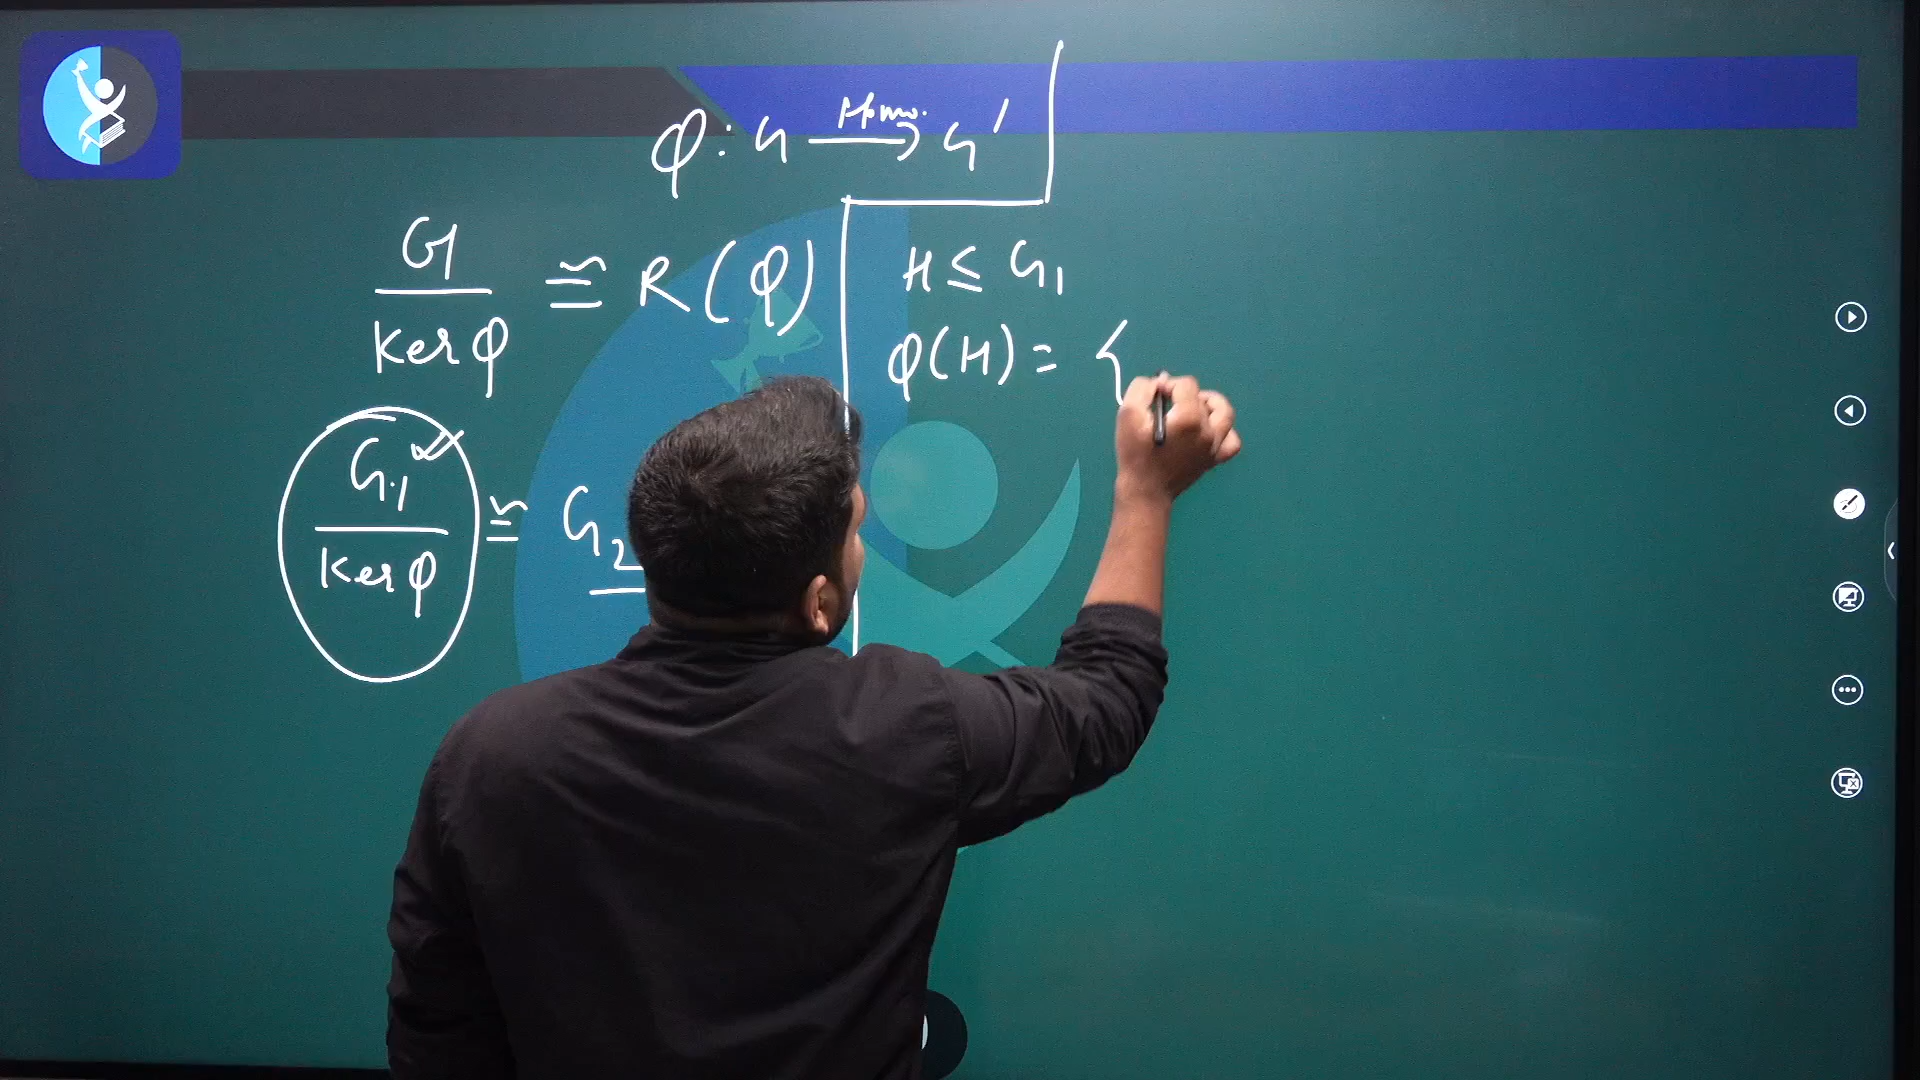 φ : G → G' Homo.
G / Ker φ ≅ R(φ)
G₁ / Ker φ ≅ G₂
H ≤ G₁
φ(H) = {